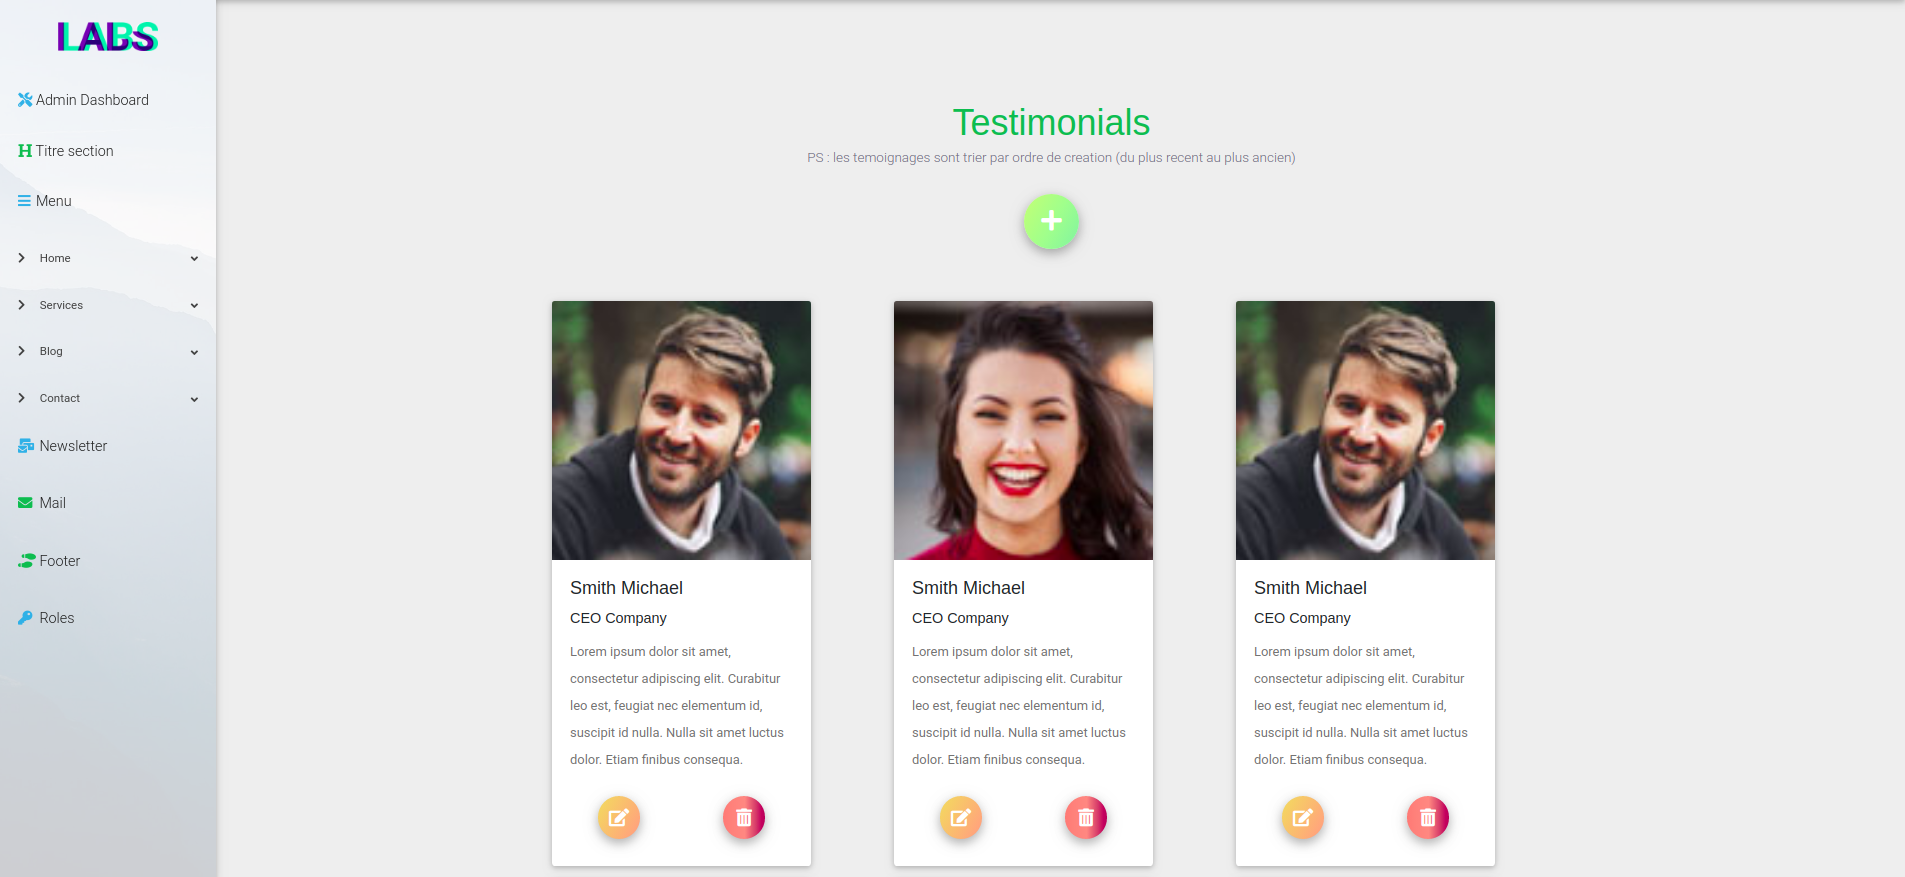 LABS
Admin Dashboard
Titre section
Menu
Home
Services
Blog
Contact
Newsletter
Mail
Footer
Roles
Testimonials
PS : les temoignages sont trier par ordre de creation (du plus recent au plus ancien)
Smith Michael
CEO Company
Lorem ipsum dolor sit amet,
consectetur adipiscing elit. Curabitur
leo est, feugiat nec elementum id,
suscipit id nulla. Nulla sit amet luctus
dolor. Etiam finibus consequa.
Smith Michael
CEO Company
Lorem ipsum dolor sit amet,
consectetur adipiscing elit. Curabitur
leo est, feugiat nec elementum id,
suscipit id nulla. Nulla sit amet luctus
dolor. Etiam finibus consequa.
Smith Michael
CEO Company
Lorem ipsum dolor sit amet,
consectetur adipiscing elit. Curabitur
leo est, feugiat nec elementum id,
suscipit id nulla. Nulla sit amet luctus
dolor. Etiam finibus consequa.